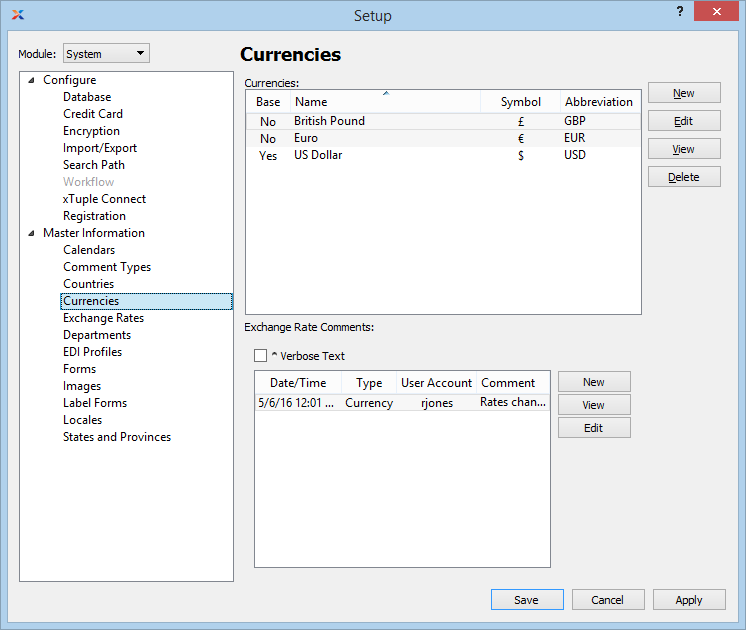 Setup
?
Module: System
Configure
Database
Credit Card
Encryption
Import/Export
Search Path
Workflow
xTuple Connect
Registration
Master Information
Calendars
Comment Types
Countries
Currencies
Exchange Rates
Departments
EDI Profiles
Forms
Images
Label Forms
Locales
States and Provinces
Currencies
Currencies:
Base Name Symbol Abbreviation
No British Pound £ GBP
No Euro € EUR
Yes US Dollar $ USD
New
Edit
View
Delete
Exchange Rate Comments:
^ Verbose Text
Date/Time Type User Account Comment
5/6/16 12:01 ... Currency rjones Rates chan...
New
View
Edit
Save Cancel Apply